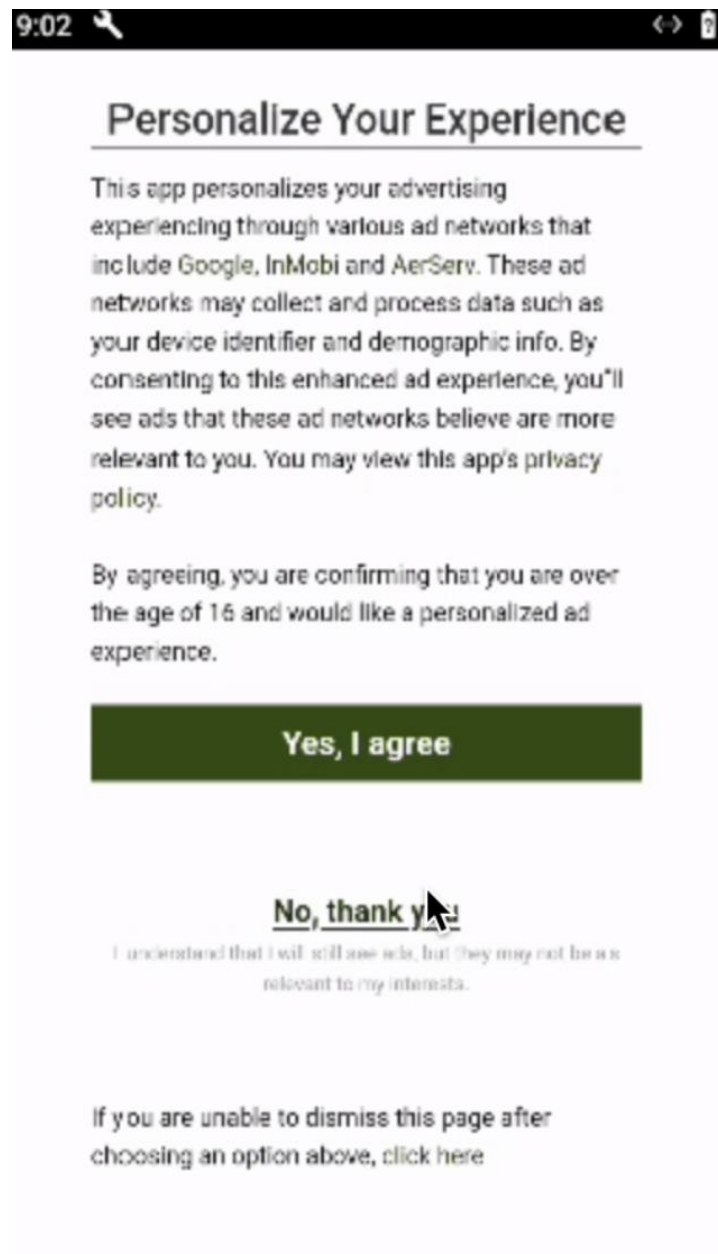 9:02
Personalize Your Experience
This app personalizes your advertising
experiencing through various ad networks that
include Google, InMobi and AerServ. These ad
networks may collect and process data such as
your device identifier and demographic info. By
consenting to this enhanced ad experience, you"ll
see ads that these ad networks believe are more
relevant to you. You may view this app's privacy
policy.
By agreeing, you are confirming that you are over
the age of 16 and would like a personalized ad
experience.
Yes, I agree
No, thank you
I understand that I will still see ads, but they may not be as
relevant to my interests.
If you are unable to dismiss this page after
choosing an option above, click here